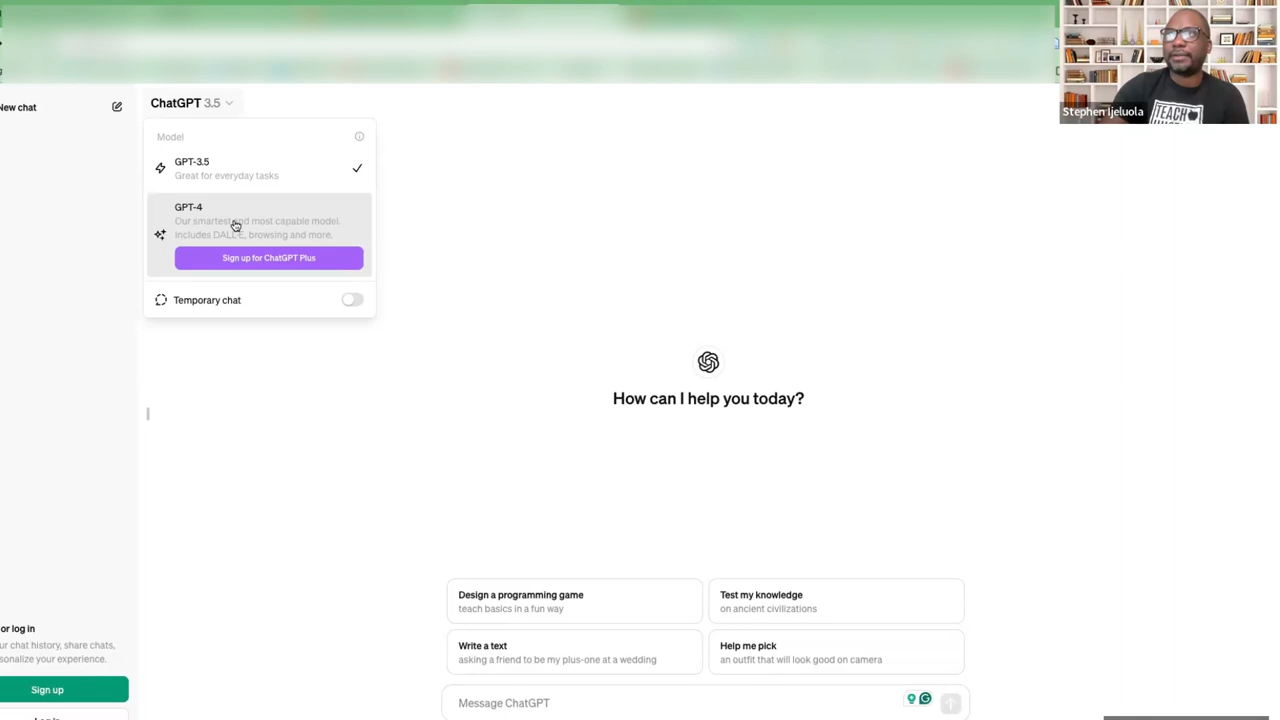 New chat
ChatGPT 3.5
Model
GPT-3.5
Great for everyday tasks
GPT-4
Our smartest and most capable model.
Includes DALL·E, browsing and more.
Sign up for ChatGPT Plus
Temporary chat
Stephen Ijeluola
TEACH
How can I help you today?
Design a programming game
teach basics in a fun way
Test my knowledge
on ancient civilizations
Write a text
asking a friend to be my plus-one at a wedding
Help me pick
an outfit that will look good on camera
Message ChatGPT
or log in
ur chat history, share chats,
sonalize your experience.
Sign up